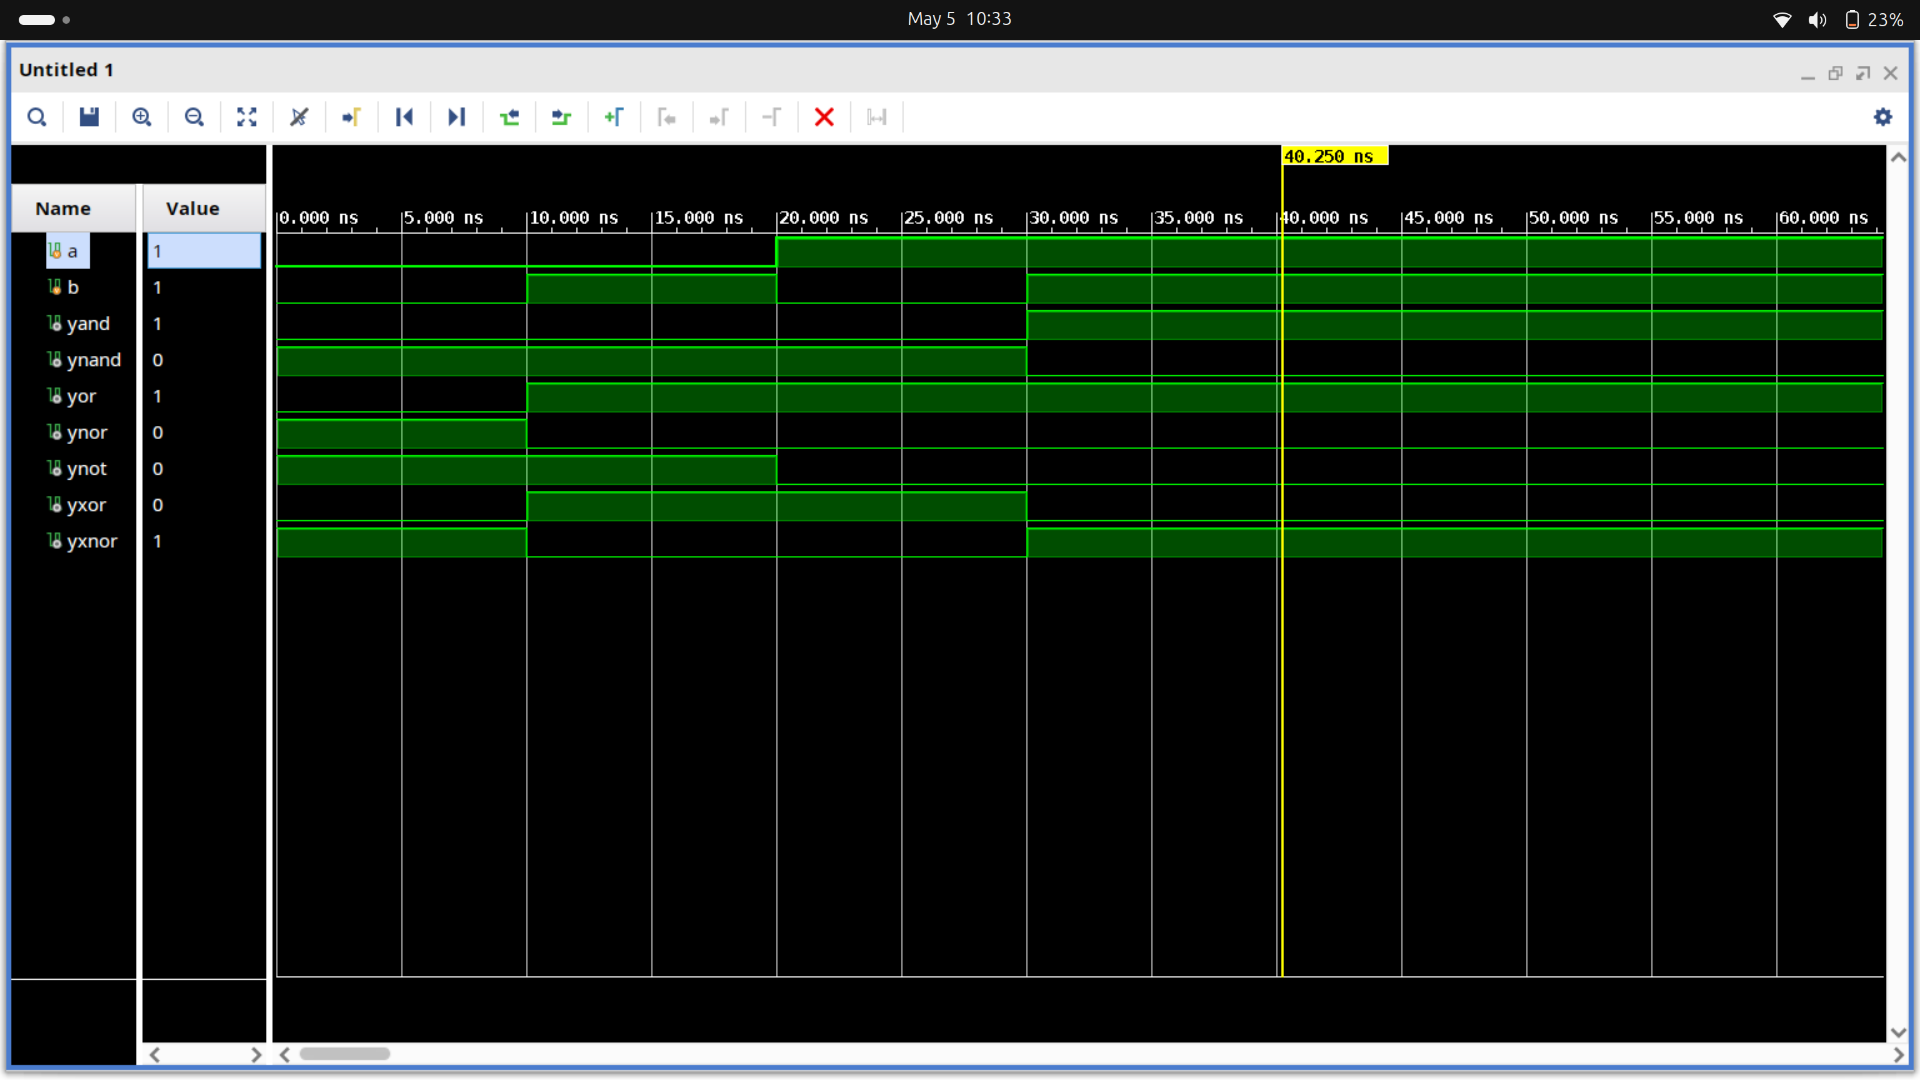 May 5 10:33
23%
Untitled 1
40.250 ns
Name Value
0.000 ns 5.000 ns 10.000 ns 15.000 ns 20.000 ns 25.000 ns 30.000 ns 35.000 ns 40.000 ns 45.000 ns 50.000 ns 55.000 ns 60.000 ns
a 1
b 1
yand 1
ynand 0
yor 1
ynor 0
ynot 0
yxor 0
yxnor 1